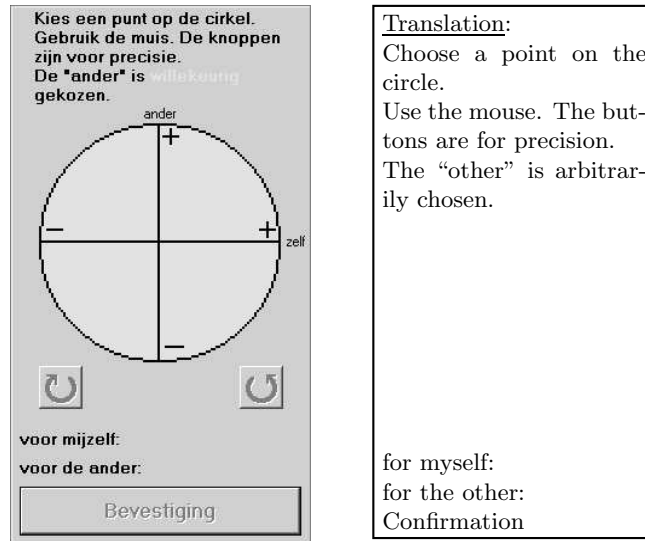 Kies een punt op de cirkel.
Gebruik de muis. De knoppen
zijn voor precisie.
De "ander" is willekeurig
gekozen.
ander
+
−
+
zelf
−
voor mijzelf:
voor de ander:
Bevestiging
Translation:
Choose a point on the
circle.
Use the mouse. The but-
tons are for precision.
The “other” is arbitrar-
ily chosen.
for myself:
for the other:
Confirmation